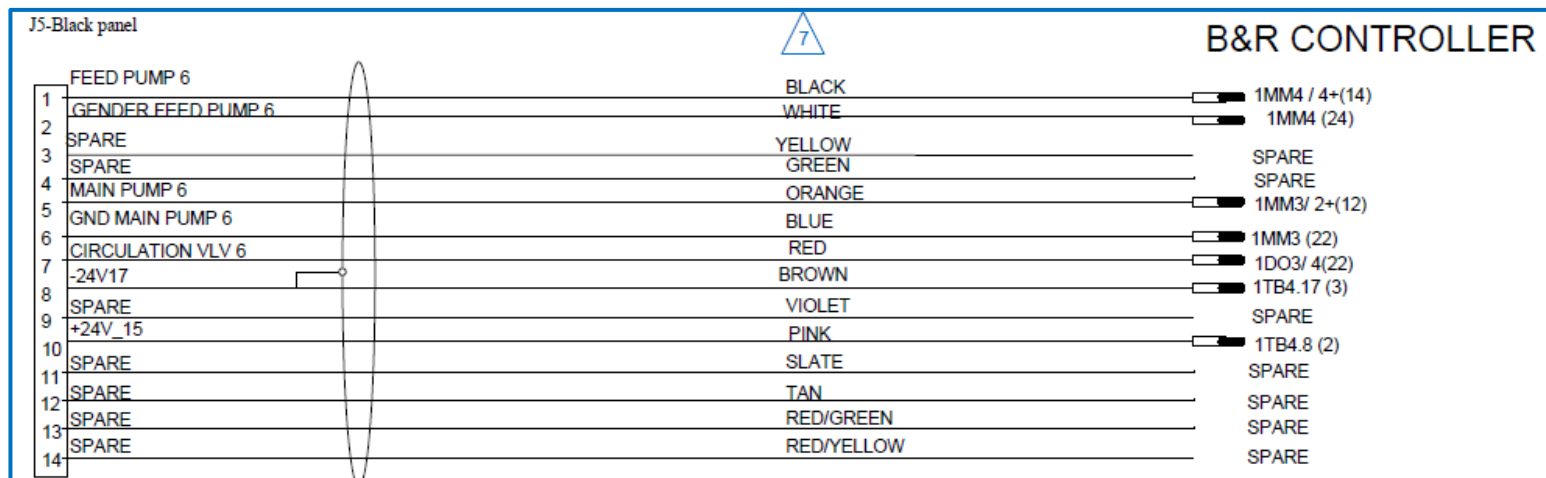 J5-Black panel
7
B&R CONTROLLER
FEED PUMP 6
BLACK
1
1MM4 / 4+(14)
GENDER FEED PUMP 6
WHITE
2
1MM4 (24)
SPARE
YELLOW
3
SPARE
SPARE
GREEN
4
SPARE
MAIN PUMP 6
ORANGE
5
1MM3/ 2+(12)
GND MAIN PUMP 6
BLUE
6
1MM3 (22)
CIRCULATION VLV 6
RED
7
1DO3/ 4(22)
-24V17
BROWN
8
1TB4.17 (3)
SPARE
VIOLET
9
SPARE
+24V_15
PINK
10
1TB4.8 (2)
SPARE
SLATE
11
SPARE
SPARE
TAN
12
SPARE
SPARE
RED/GREEN
13
SPARE
SPARE
RED/YELLOW
14
SPARE